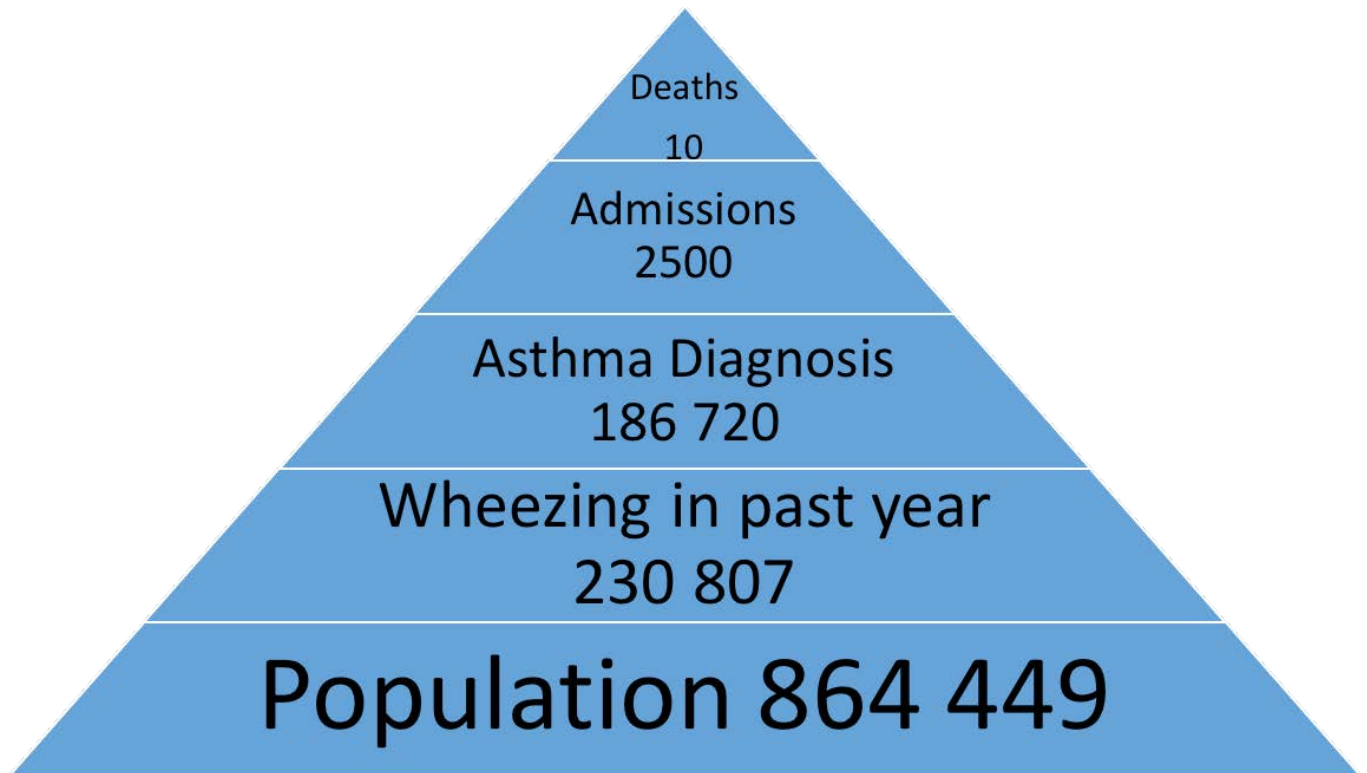 Deaths
10
Admissions
2500
Asthma Diagnosis
186 720
Wheezing in past year
230 807
Population 864 449